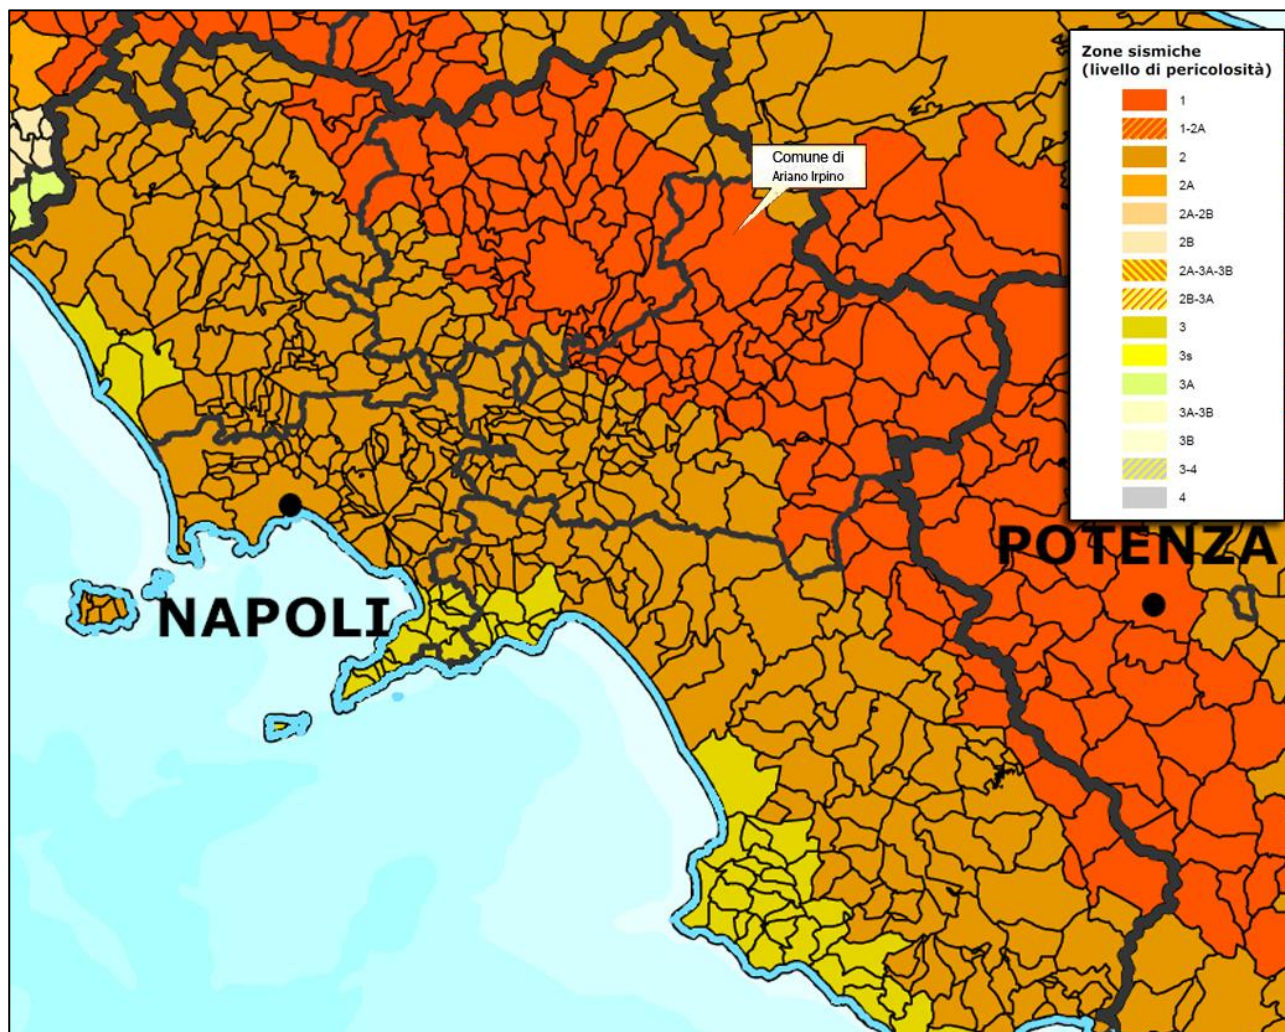 Zone sismiche
(livello di pericolosità)
1
1-2A
2
2A
2A-2B
2B
2A-3A-3B
2B-3A
3
3s
3A
3A-3B
3B
3-4
4
Comune di
Ariano Irpino
POTENZA
NAPOLI